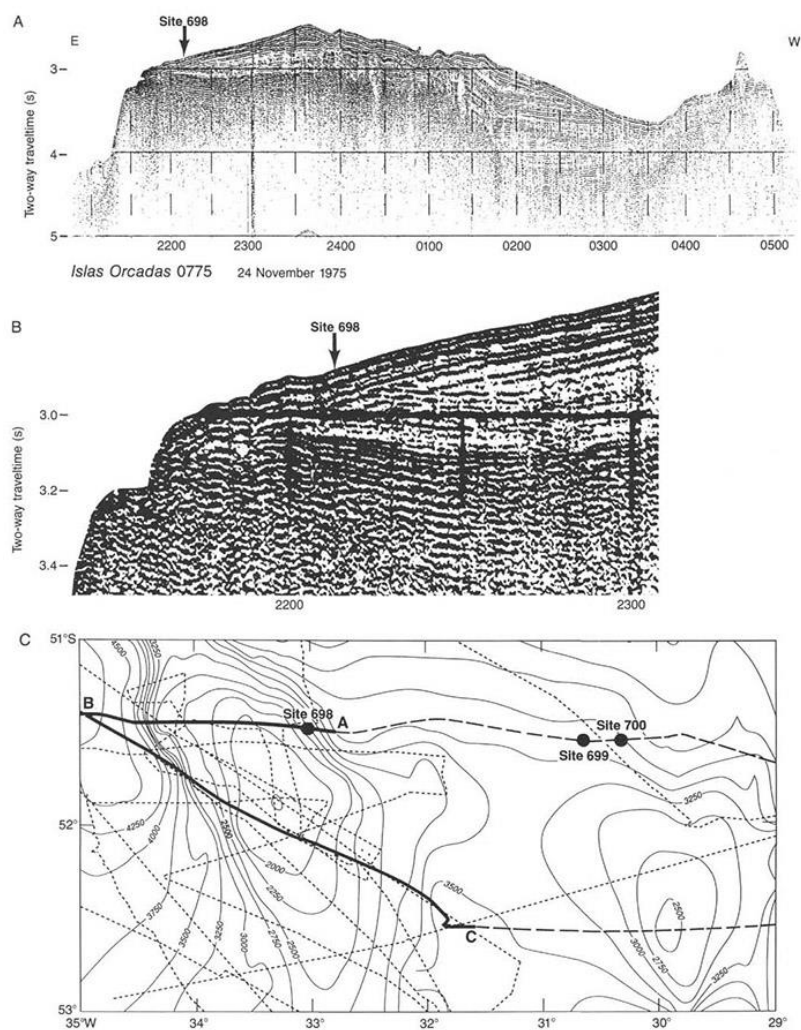 A
Site 698
E
W
3
4
5
Two-way traveltime (s)
2200 2300 2400 0100 0200 0300 0400 0500
Islas Orcadas 0775 24 November 1975
B
Site 698
3.0
3.2
3.4
Two-way traveltime (s)
2200 2300
C
51°S
4500
3250
B
Site 698
A
Site 700
Site 699
3250
52°
4250
4000
2500
2000
2250
3750
3500
3250
3000
2750
2500
3500
C
2500
3000
2750
3250
53°
35°W 34° 33° 32° 31° 30° 29°